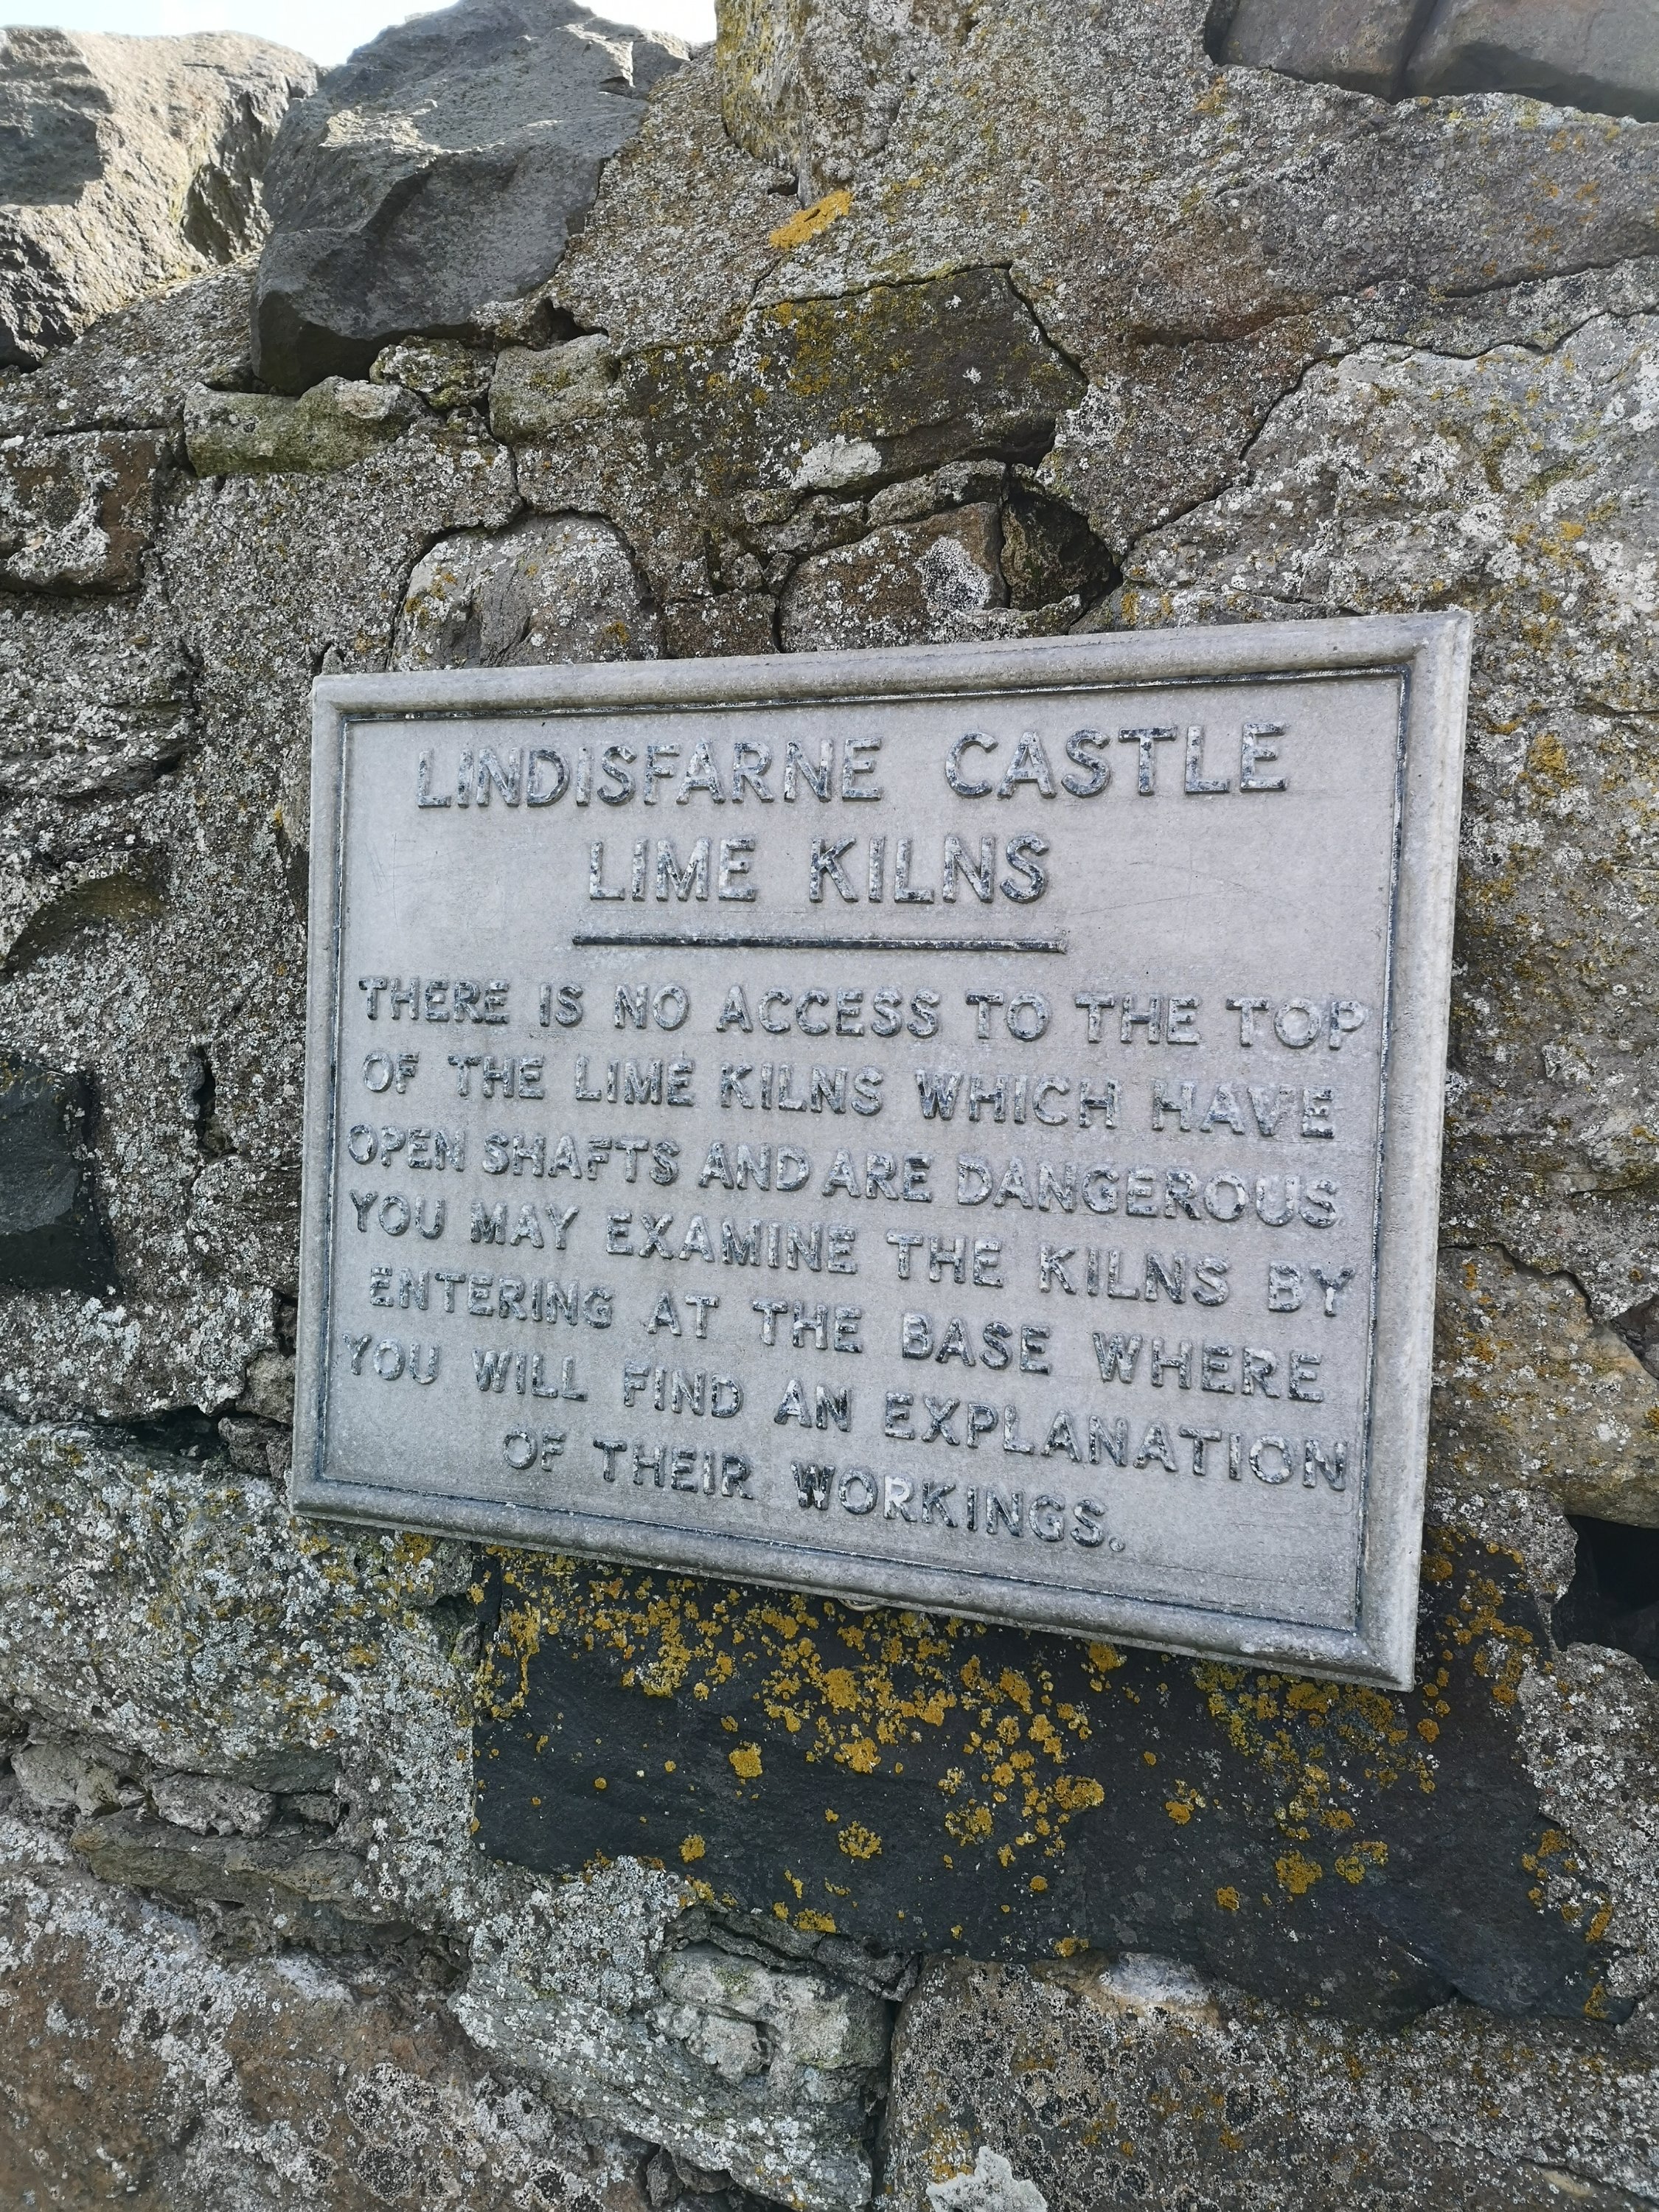 LINDISFARNE CASTLE
LIME KILNS
THERE IS NO ACCESS TO THE TOP
OF THE LIME KILNS WHICH HAVE
OPEN SHAFTS AND ARE DANGEROUS
YOU MAY EXAMINE THE KILNS BY
ENTERING AT THE BASE WHERE
YOU WILL FIND AN EXPLANATION
OF THEIR WORKINGS.